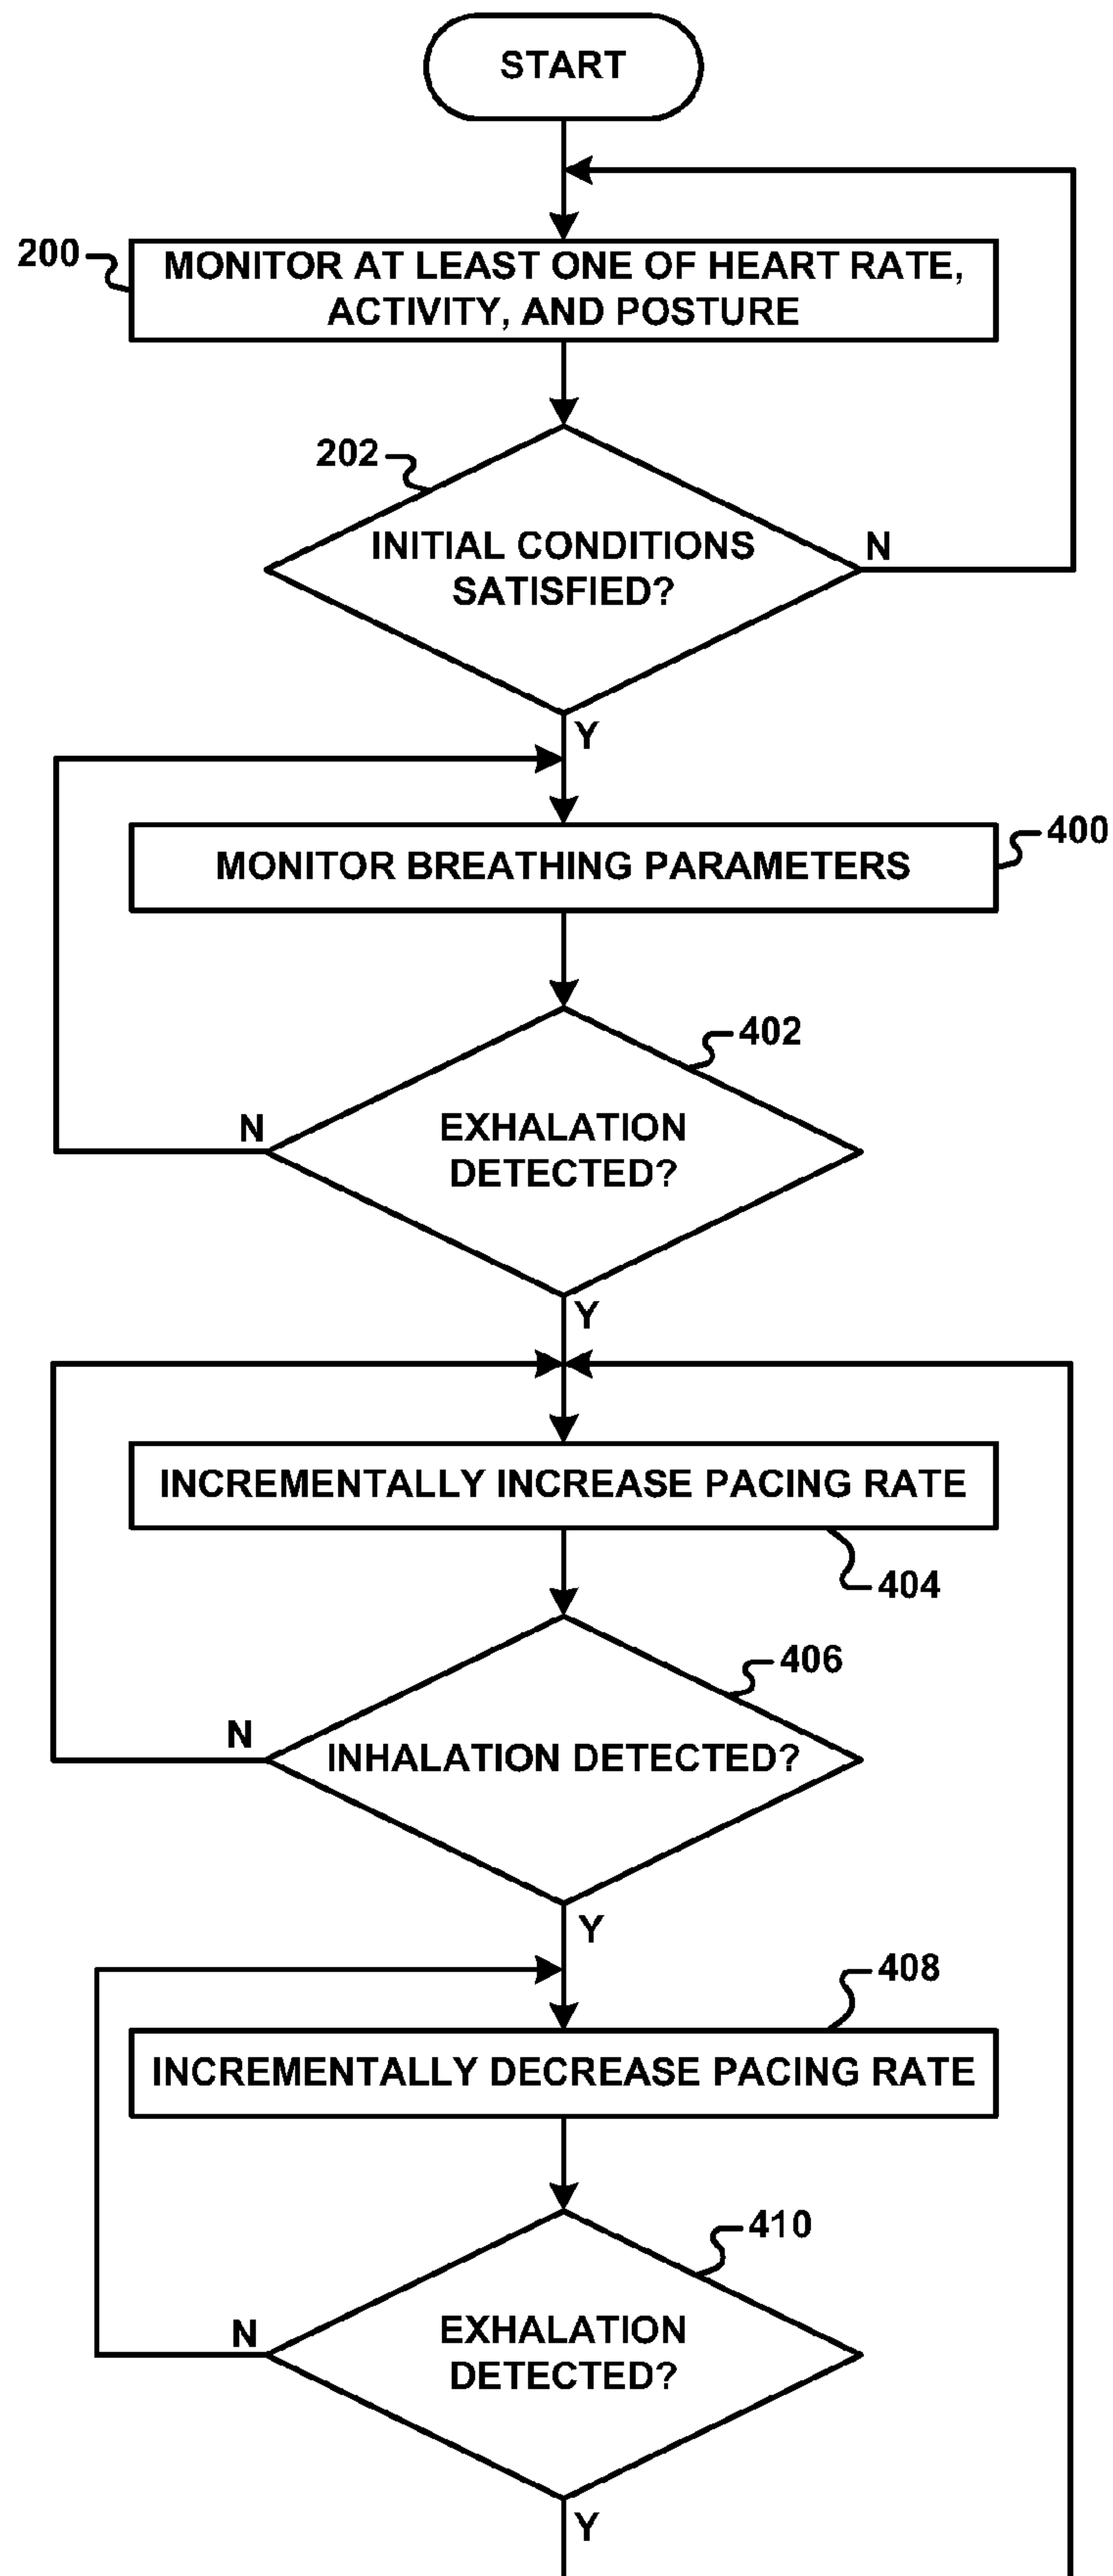 START
200
MONITOR AT LEAST ONE OF HEART RATE,
ACTIVITY, AND POSTURE
202
INITIAL CONDITIONS
SATISFIED?
N
Y
400
MONITOR BREATHING PARAMETERS
402
EXHALATION
DETECTED?
N
Y
INCREMENTALLY INCREASE PACING RATE
404
406
INHALATION DETECTED?
N
Y
408
INCREMENTALLY DECREASE PACING RATE
410
EXHALATION
DETECTED?
N
Y